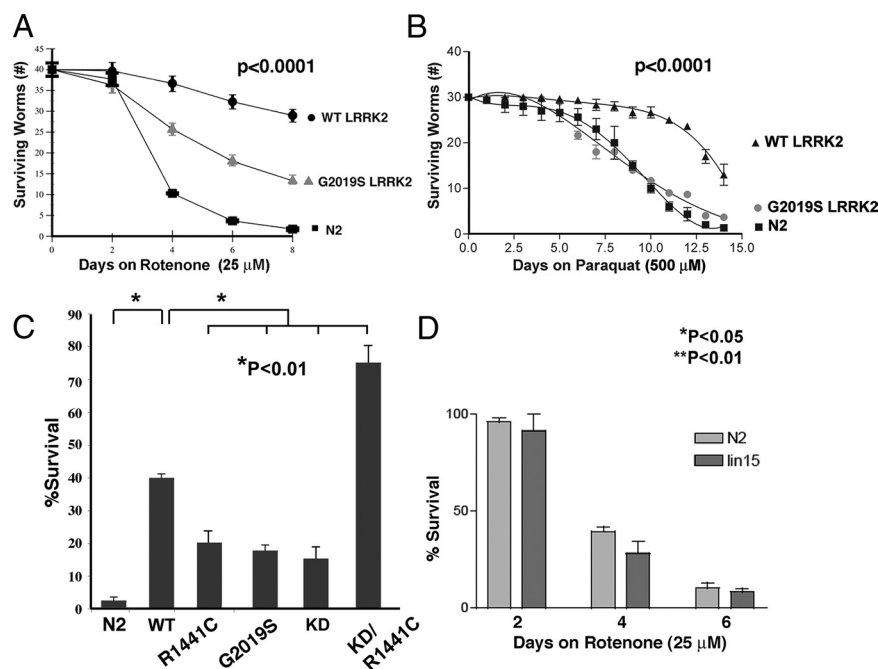 A
p<0.0001
45
40
35
30
25
20
15
10
5
0
Surviving Worms (#)
WT LRRK2
G2019S LRRK2
N2
0 2 4 6 8
Days on Rotenone (25 µM)
B
p<0.0001
40
30
20
10
0
Surviving Worms (#)
WT LRRK2
G2019S LRRK2
N2
0.0 2.5 5.0 7.5 10.0 12.5 15.0
Days on Paraquat (500 µM)
C
* *
*P<0.01
90
80
70
60
50
40
30
20
10
0
%Survival
N2 WT R1441C G2019S KD KD/
R1441C
D
*P<0.05
**P<0.01
100
50
0
% Survival
N2
lin15
2 4 6
Days on Rotenone (25 µM)